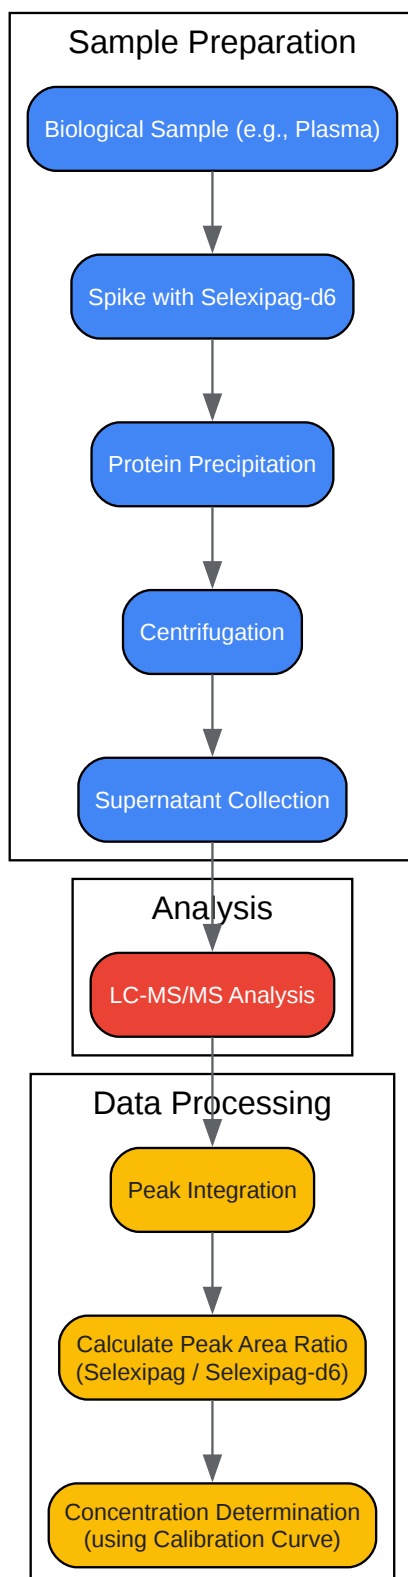 Sample Preparation
Biological Sample (e.g., Plasma)
Spike with Selexipag-d6
Protein Precipitation
Centrifugation
Supernatant Collection
Analysis
LC-MS/MS Analysis
Data Processing
Peak Integration
Calculate Peak Area Ratio
(Selexipag / Selexipag-d6)
Concentration Determination
(using Calibration Curve)